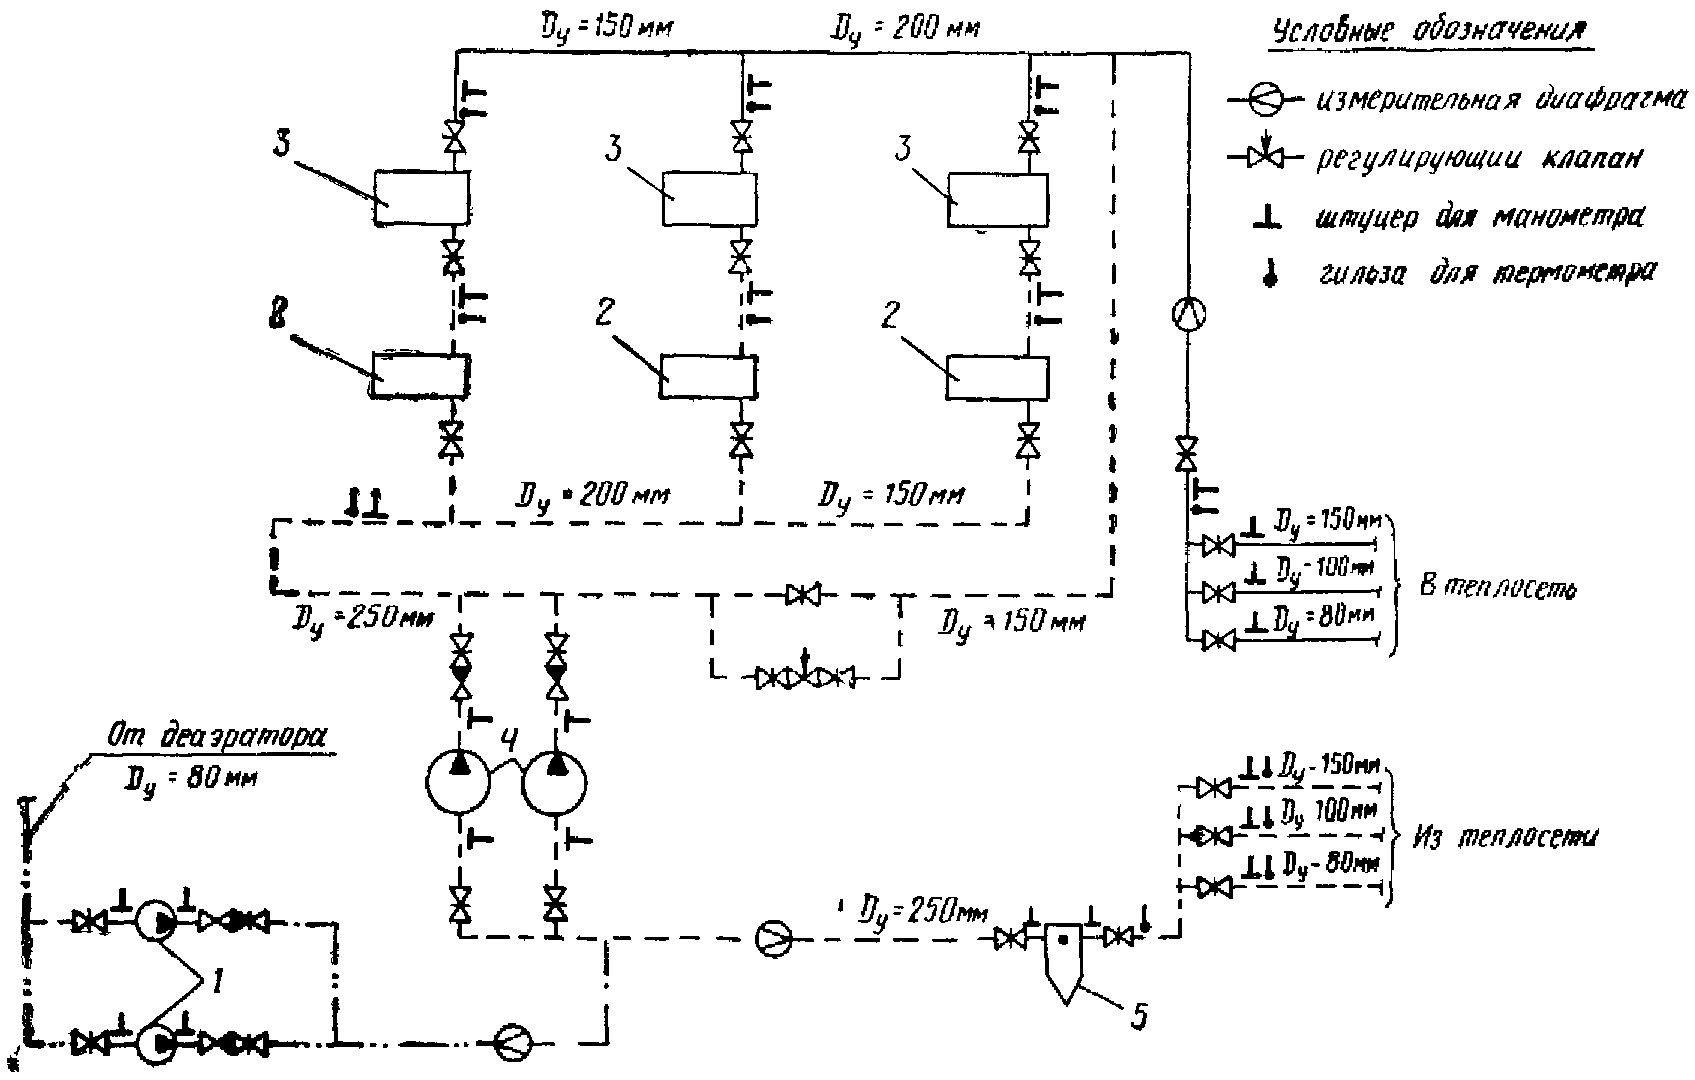 Dу = 150 мм Dу = 200 мм
Условные обозначения
измерительная диафрагма
регулирующии клапан
штуцер для манометра
гильза для термометра
3 3 3
2 2
Dу = 200 мм Dу = 150 мм
Dу = 150 мм
Dу - 100 мм
Dу = 80 мм
В теплосеть
Dу = 250 мм Dу = 150 мм
От деаэратора
Dу = 80 мм
4
Dу - 150 мм
Dу 100 мм
Dу - 80 мм
Из теплосети
Dу = 250 мм
1
5